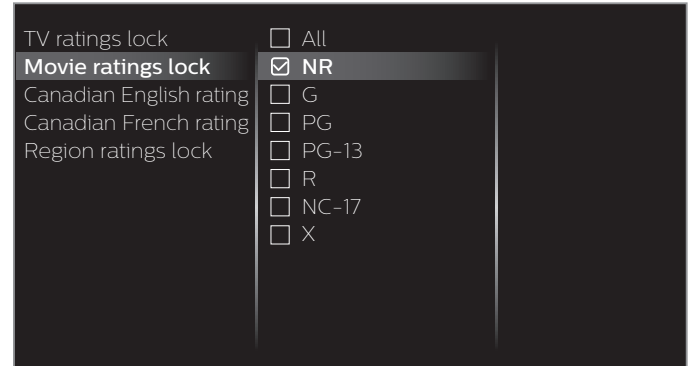 TV ratings lock
Movie ratings lock
Canadian English rating
Canadian French rating
Region ratings lock
All
NR
G
PG
PG-13
R
NC-17
X